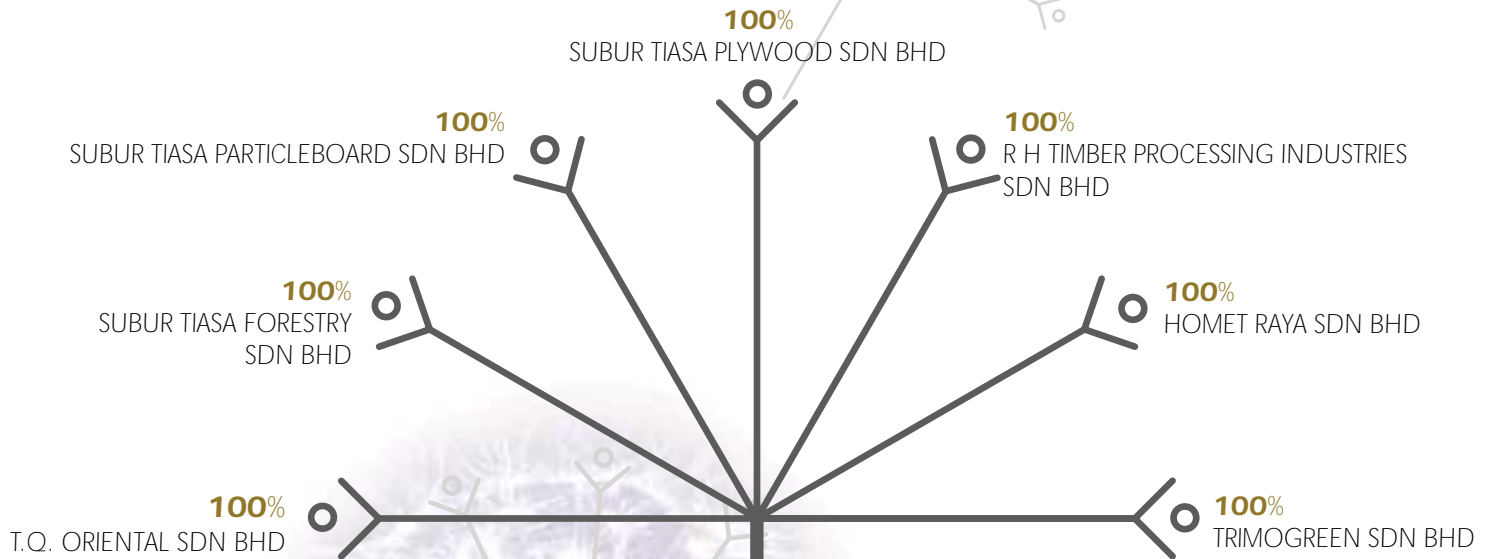 100%
SUBUR TIASA PLYWOOD SDN BHD
100%
SUBUR TIASA PARTICLEBOARD SDN BHD
100%
R H TIMBER PROCESSING INDUSTRIES
SDN BHD
100%
SUBUR TIASA FORESTRY
SDN BHD
100%
HOMET RAYA SDN BHD
100%
T.Q. ORIENTAL SDN BHD
100%
TRIMOGREEN SDN BHD